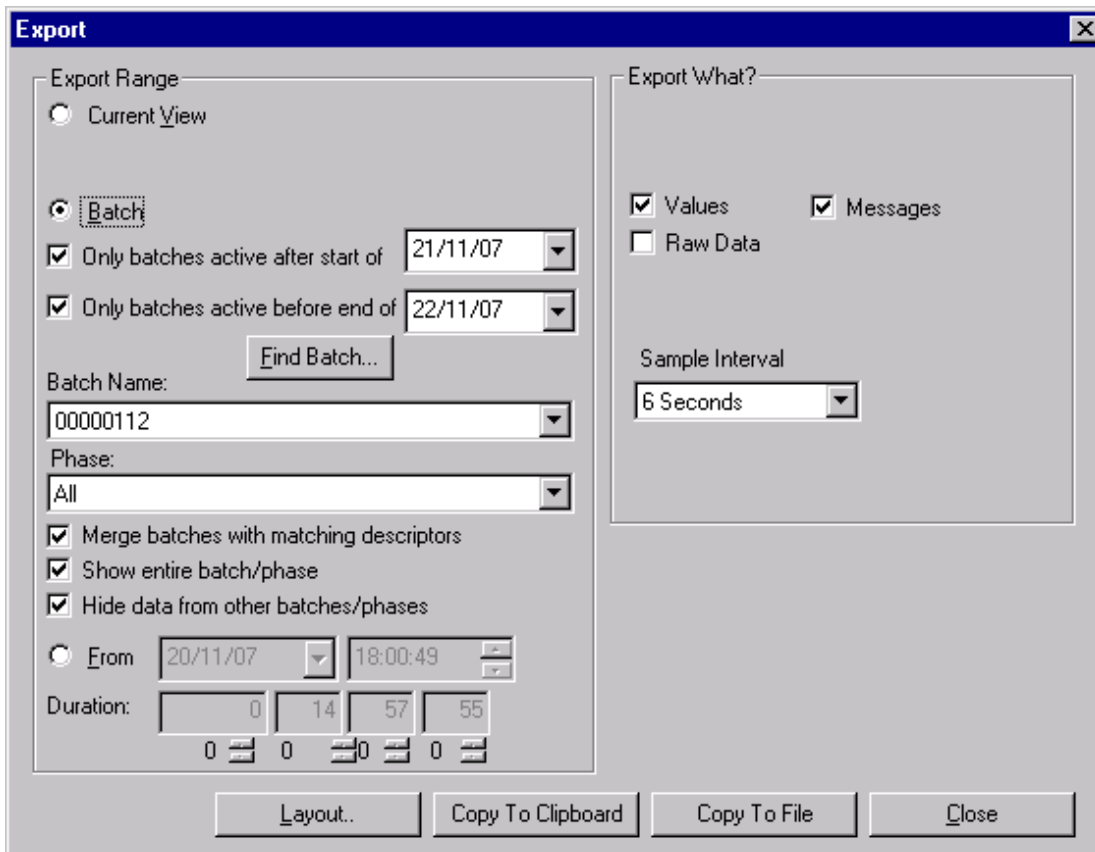 Export
Export Range
Current View
Batch
Only batches active after start of 21/11/07
Only batches active before end of 22/11/07
Find Batch...
Batch Name:
00000112
Phase:
All
Merge batches with matching descriptors
Show entire batch/phase
Hide data from other batches/phases
From 20/11/07 18:00:49
Duration: 0 14 57 55
0 0 0 0
Export What?
Values Messages
Raw Data
Sample Interval
6 Seconds
Layout.. Copy To Clipboard Copy To File Close